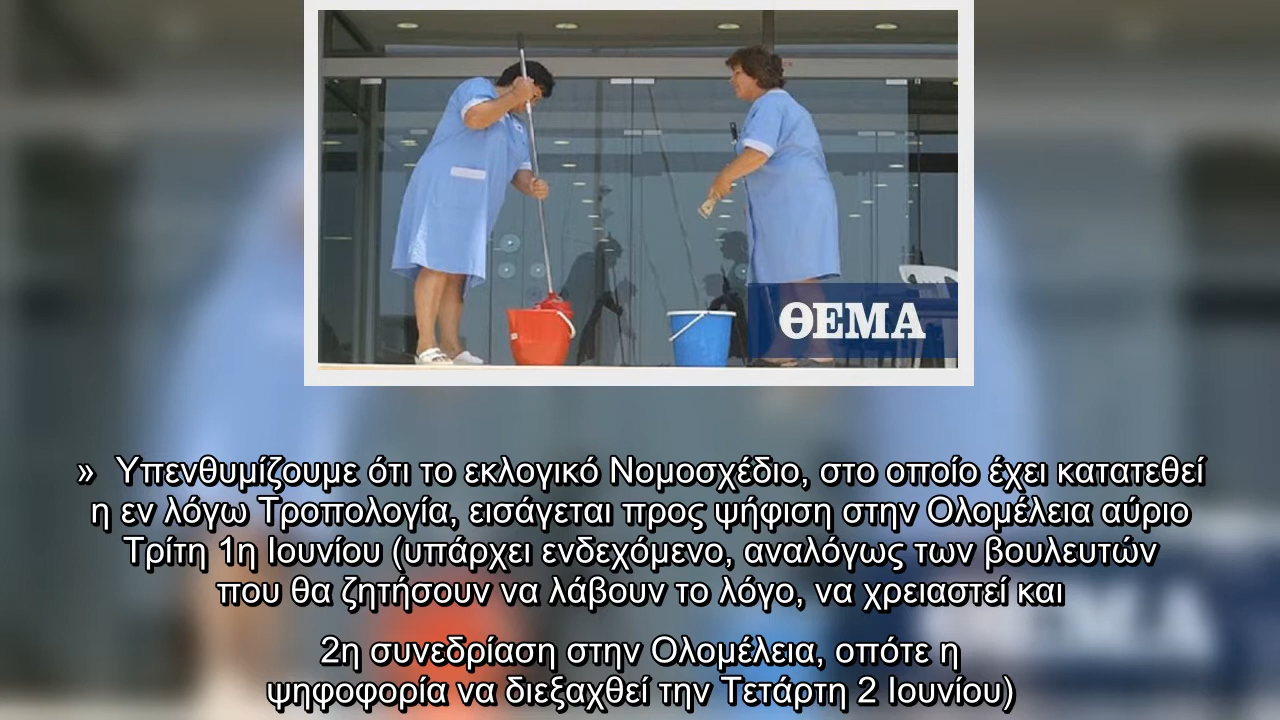 ΘΕΜΑ
» Υπενθυμίζουμε ότι το εκλογικό Νομοσχέδιο, στο οποίο έχει κατατεθεί
η εν λόγω Τροπολογία, εισάγεται προς ψήφιση στην Ολομέλεια αύριο
Τρίτη 1η Ιουνίου (υπάρχει ενδεχόμενο, αναλόγως των βουλευτών
που θα ζητήσουν να λάβουν το λόγο, να χρειαστεί και
2η συνεδρίαση στην Ολομέλεια, οπότε η
ψηφοφορία να διεξαχθεί την Τετάρτη 2 Ιουνίου)